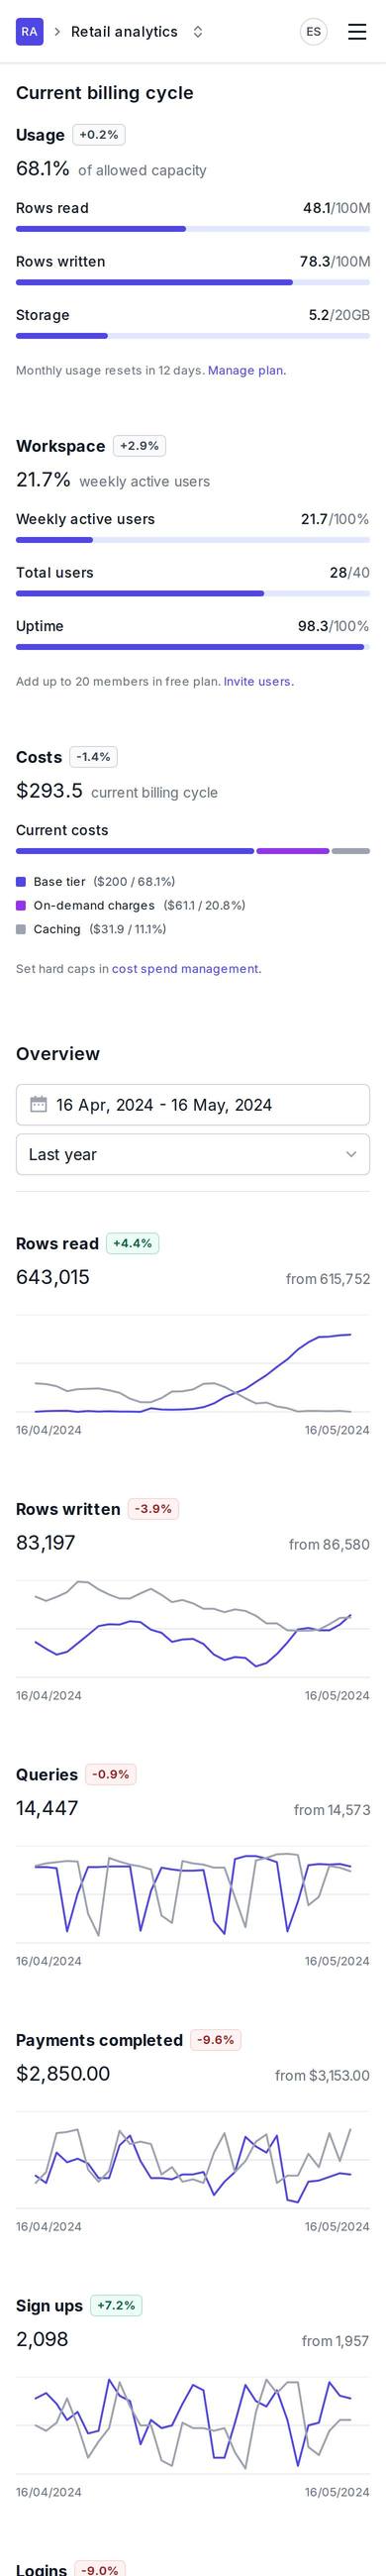 RA Retail analytics ES
Current billing cycle
Usage +0.2%
68.1% of allowed capacity
Rows read 48.1/100M
Rows written 78.3/100M
Storage 5.2/20GB
Monthly usage resets in 12 days. Manage plan.
Workspace +2.9%
21.7% weekly active users
Weekly active users 21.7/100%
Total users 28/40
Uptime 98.3/100%
Add up to 20 members in free plan. Invite users.
Costs -1.4%
$293.5 current billing cycle
Current costs
Base tier ($200 / 68.1%)
On-demand charges ($61.1 / 20.8%)
Caching ($31.9 / 11.1%)
Set hard caps in cost spend management.
Overview
16 Apr, 2024 - 16 May, 2024
Last year
Rows read +4.4%
643,015 from 615,752
16/04/2024 16/05/2024
Rows written -3.9%
83,197 from 86,580
16/04/2024 16/05/2024
Queries -0.9%
14,447 from 14,573
16/04/2024 16/05/2024
Payments completed -9.6%
$2,850.00 from $3,153.00
16/04/2024 16/05/2024
Sign ups +7.2%
2,098 from 1,957
16/04/2024 16/05/2024
Logins -9.0%